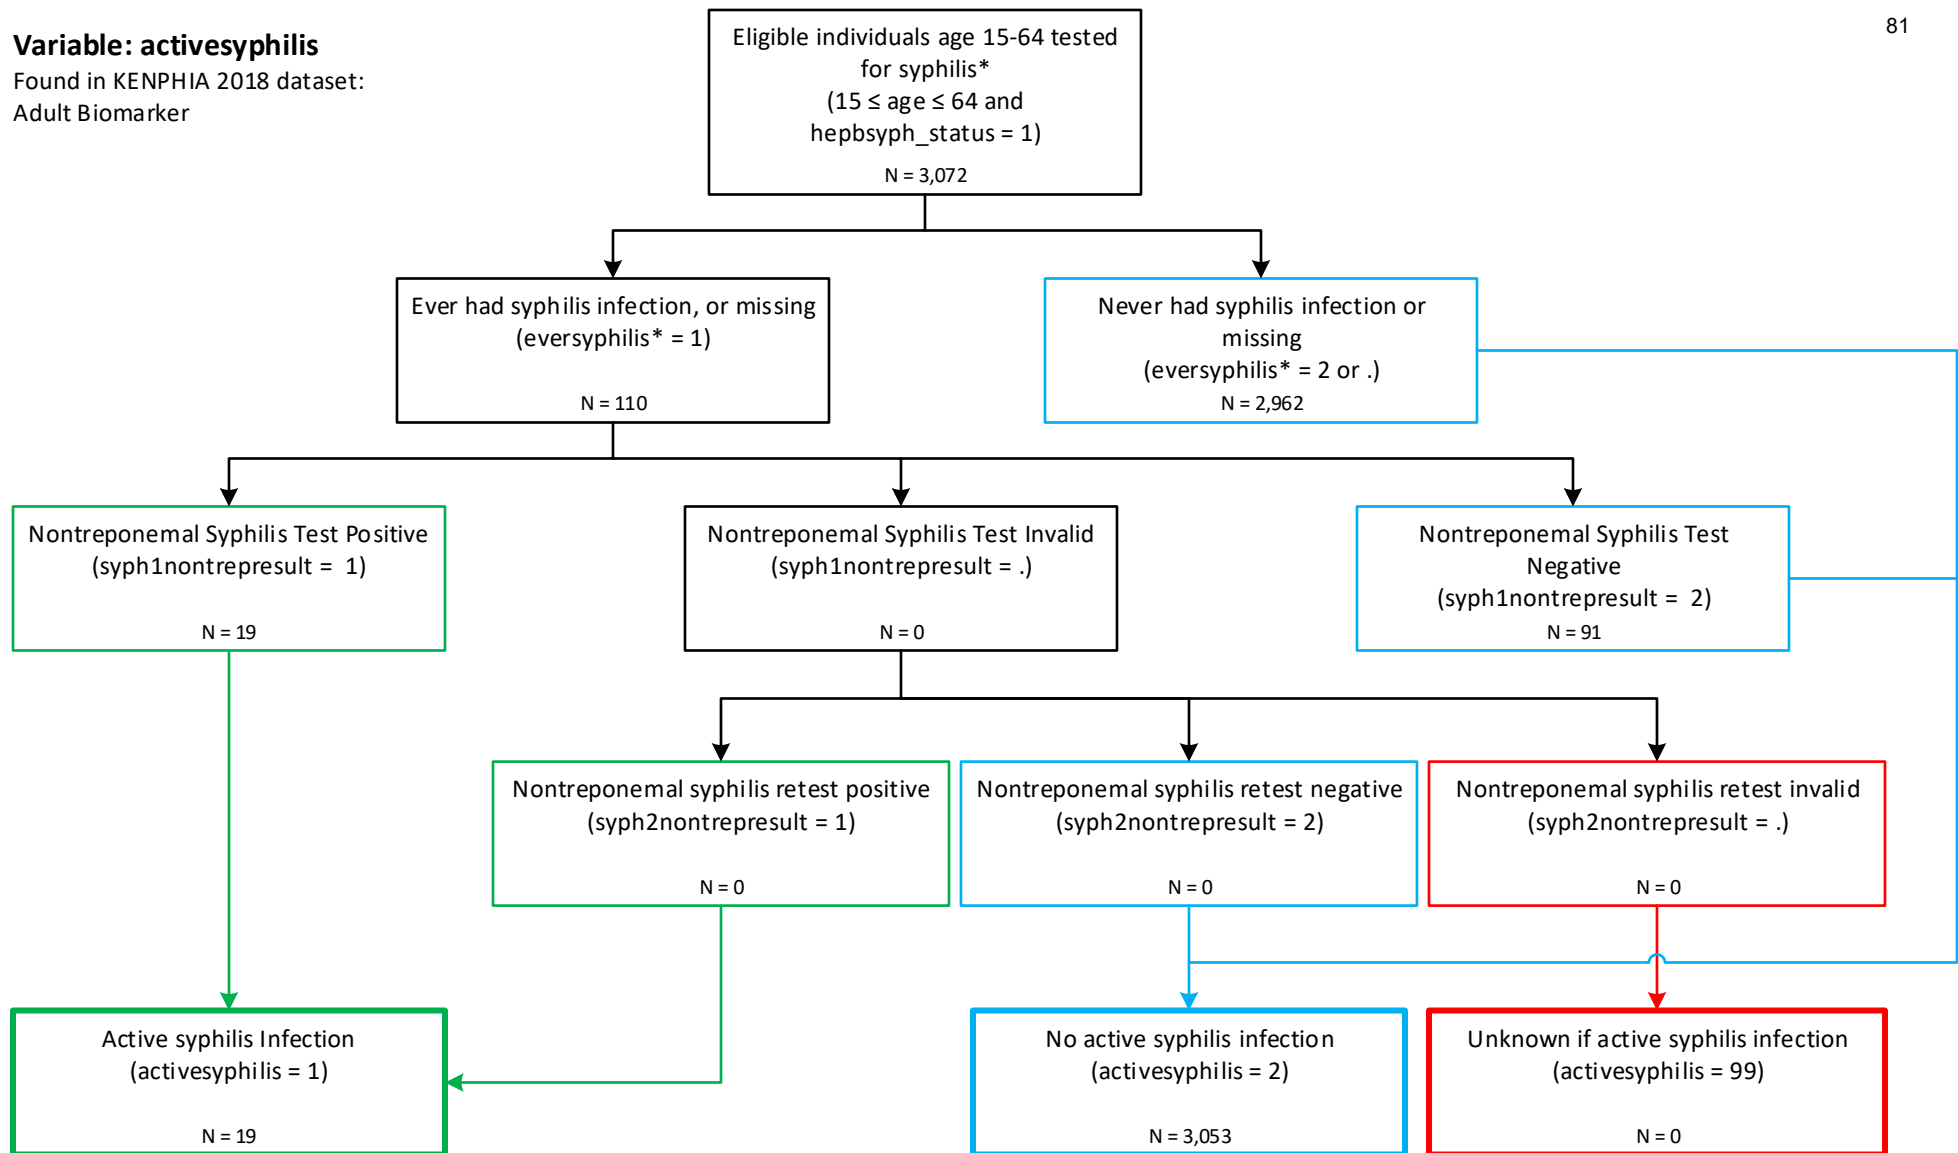 81
Variable: activesyphilis
Found in KENPHIA 2018 dataset:
Adult Biomarker
Eligible individuals age 15-64 tested
for syphilis*
(15 ≤ age ≤ 64 and
hepbsyph_status = 1)
N = 3,072
Ever had syphilis infection, or missing
(eversyphilis* = 1)
N = 110
Never had syphilis infection or
missing
(eversyphilis* = 2 or .)
N = 2,962
Nontreponemal Syphilis Test Positive
(syph1nontrepresult = 1)
N = 19
Nontreponemal Syphilis Test Invalid
(syph1nontrepresult = .)
N = 0
Nontreponemal Syphilis Test
Negative
(syph1nontrepresult = 2)
N = 91
Nontreponemal syphilis retest positive
(syph2nontrepresult = 1)
N = 0
Nontreponemal syphilis retest negative
(syph2nontrepresult = 2)
N = 0
Nontreponemal syphilis retest invalid
(syph2nontrepresult = .)
N = 0
Active syphilis Infection
(activesyphilis = 1)
N = 19
No active syphilis infection
(activesyphilis = 2)
N = 3,053
Unknown if active syphilis infection
(activesyphilis = 99)
N = 0